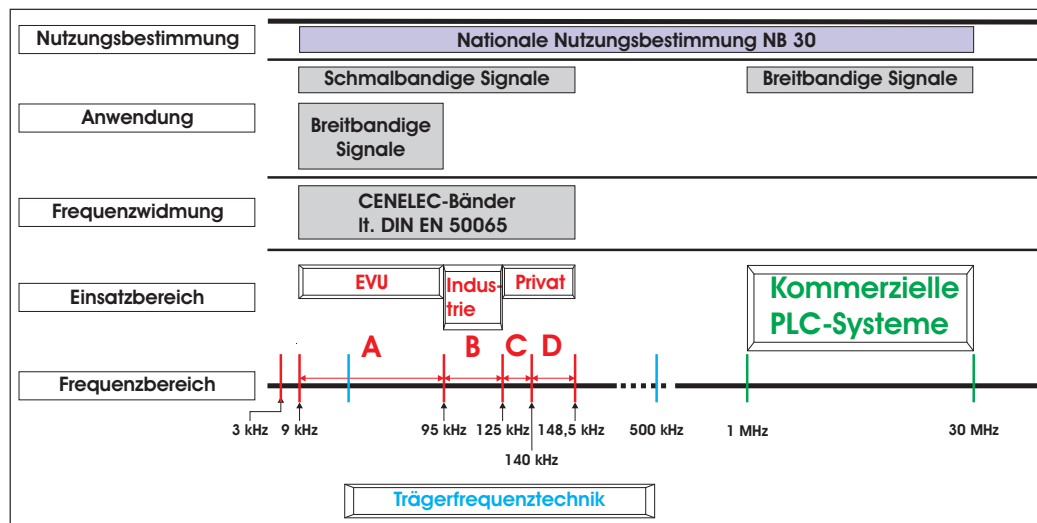 Nutzungsbestimmung
Nationale Nutzungsbestimmung NB 30
Schmalbandige Signale
Breitbandige Signale
Anwendung
Breitbandige
Signale
Frequenzwidmung
CENELEC-Bänder
lt. DIN EN 50065
Einsatzbereich
EVU
Indus-
trie
Privat
Kommerzielle
PLC-Systeme
A B C D
Frequenzbereich
3 kHz 9 kHz 95 kHz 125 kHz 148,5 kHz 500 kHz 1 MHz 30 MHz
140 kHz
Trägerfrequenztechnik